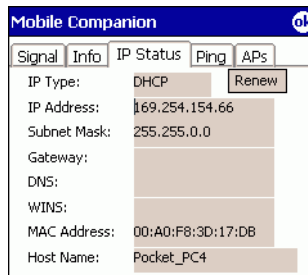 Mobile Companion ok
Signal Info IP Status Ping APs
IP Type: DHCP Renew
IP Address: 169.254.154.66
Subnet Mask: 255.255.0.0
Gateway:
DNS:
WINS:
MAC Address: 00:A0:F8:3D:17:DB
Host Name: Pocket_PC4